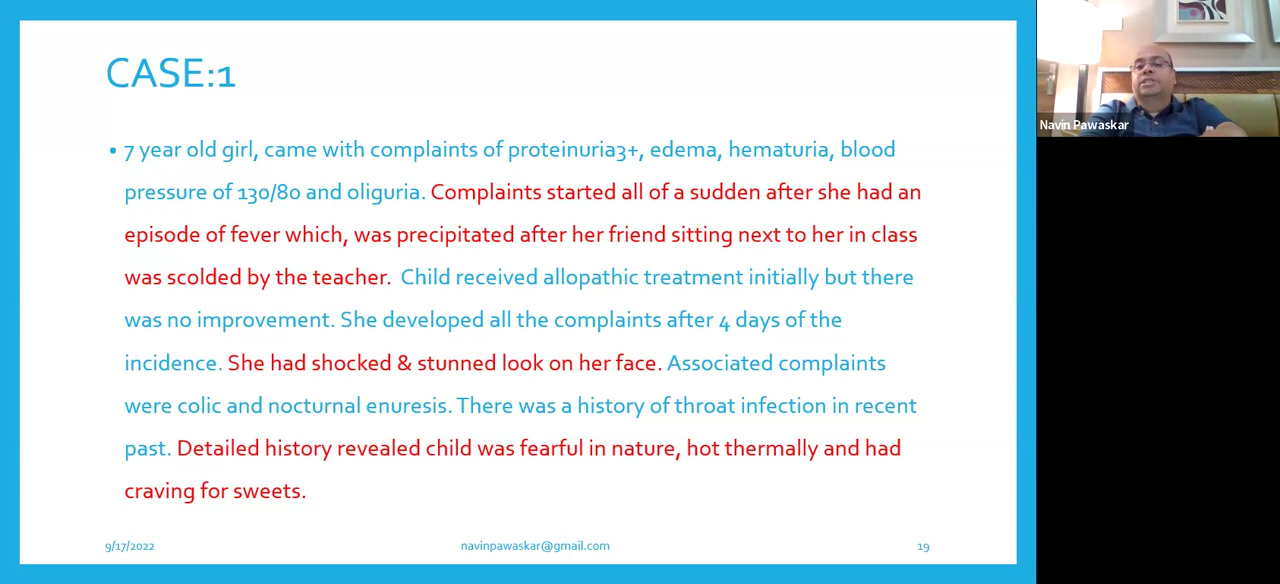 CASE:1
• 7 year old girl, came with complaints of proteinuria3+, edema, hematuria, blood
pressure of 130/80 and oliguria. Complaints started all of a sudden after she had an
episode of fever which, was precipitated after her friend sitting next to her in class
was scolded by the teacher.  Child received allopathic treatment initially but there
was no improvement. She developed all the complaints after 4 days of the
incidence. She had shocked & stunned look on her face. Associated complaints
were colic and nocturnal enuresis. There was a history of throat infection in recent
past. Detailed history revealed child was fearful in nature, hot thermally and had
craving for sweets.
9/17/2022
navinpawaskar@gmail.com
19
Navin Pawaskar